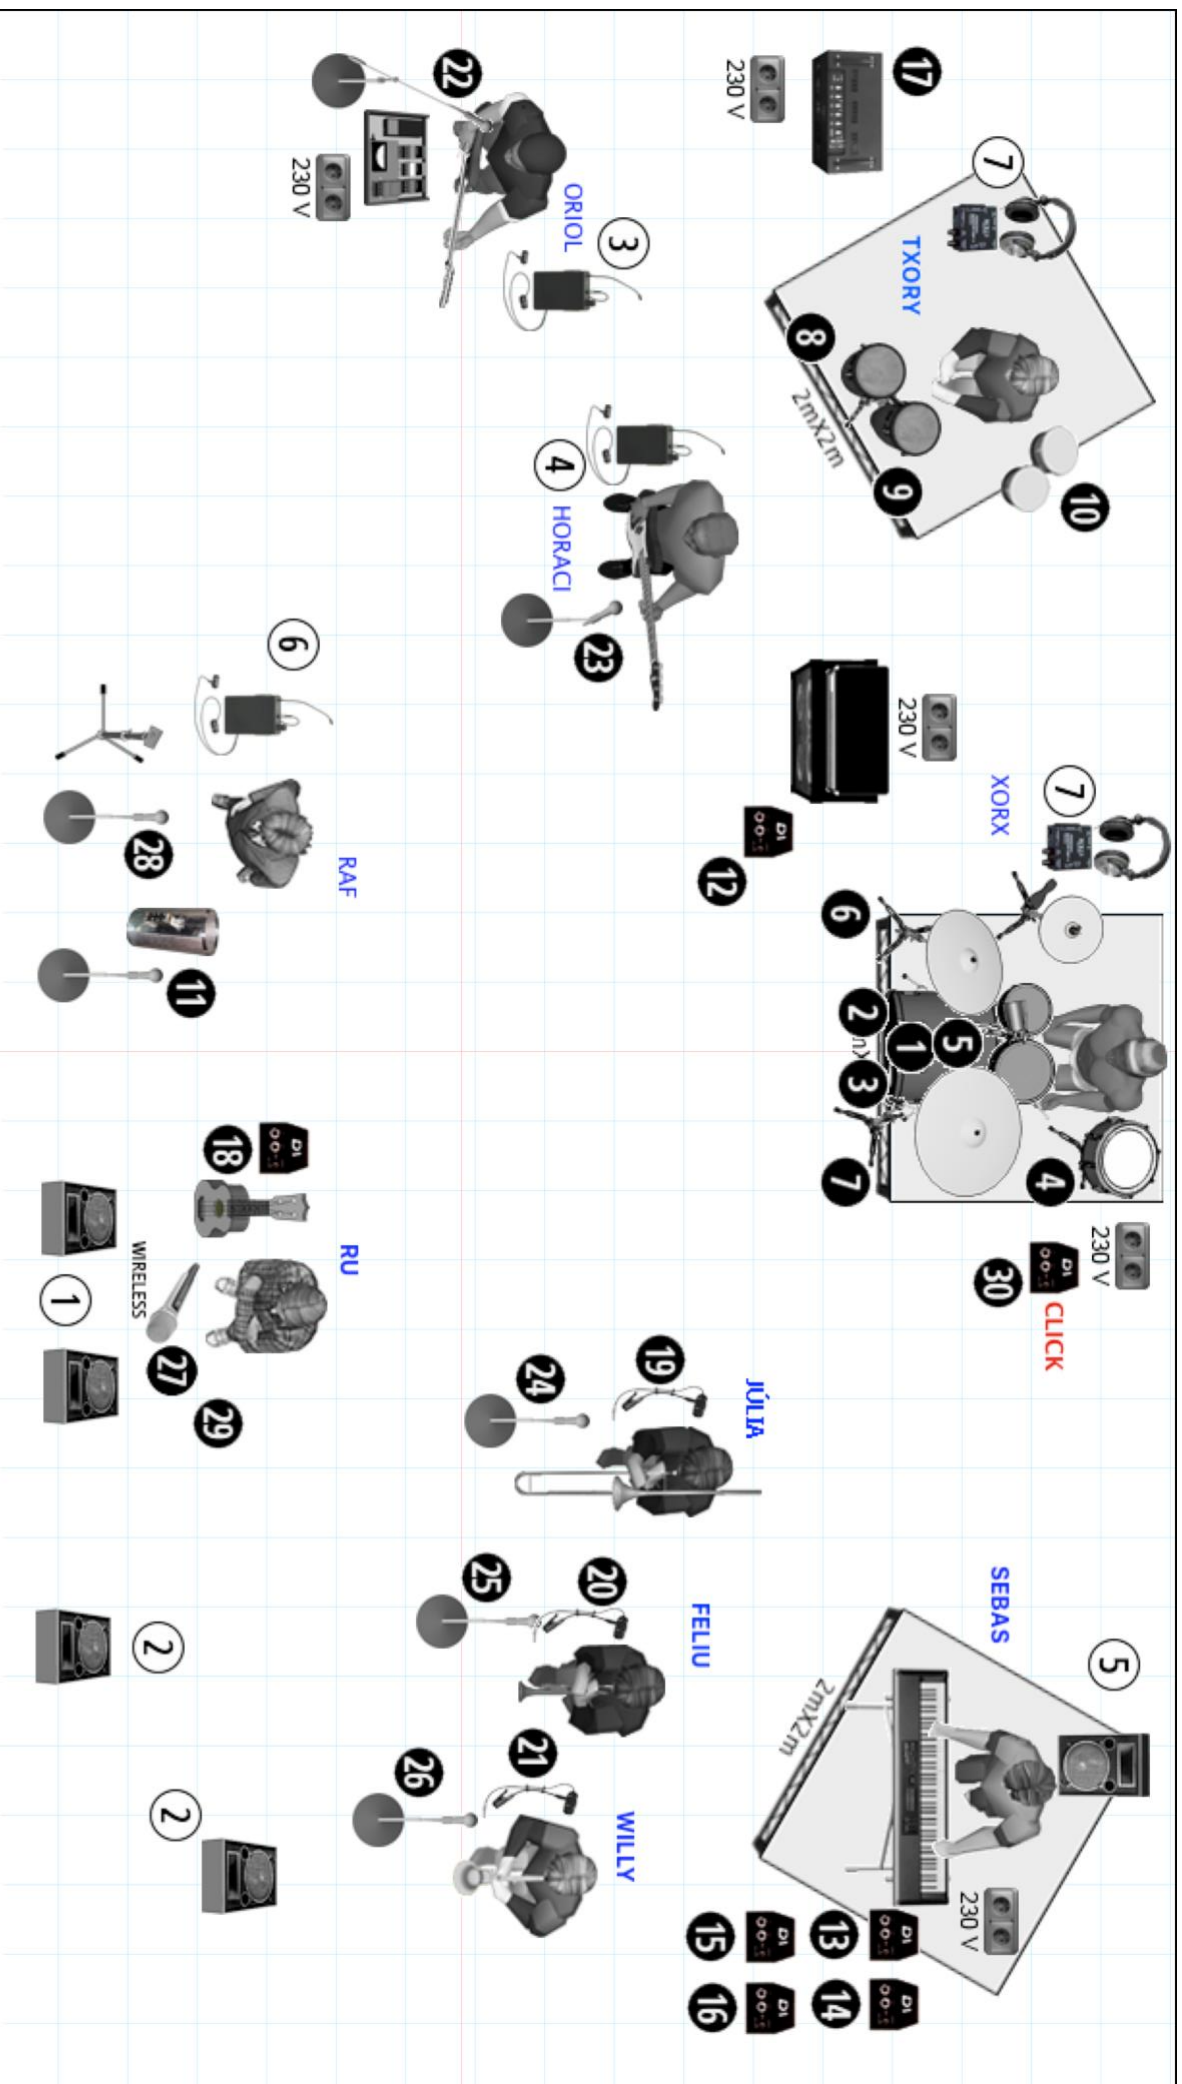 7
5
10
230 V
4
DI
CLICK
7
XORX
30
SEBAS
230 V
5
17
TXORY
9
230 V
1
DI
DI
6
2
3
7
13
14
8
2mX2m
2mX2m
DI
DI
DI
230 V
12
JÚLIA
15
16
FELIU
3
19
WILLY
23
20
ORIOL
4
HORACI
24
21
22
25
26
RAF
RU
230 V
6
DI
18
29
11
27
2
28
WIRELESS
2
1